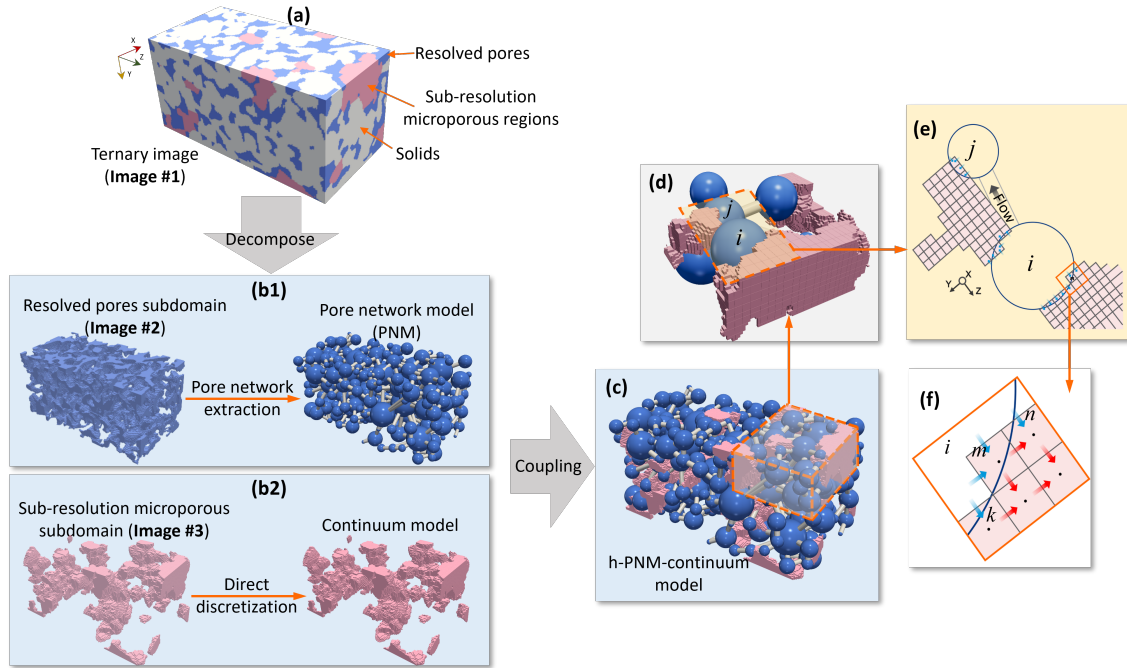 (a)
X
Z
Y
Resolved pores
Sub-resolution
microporous regions
Solids
Ternary image
(Image #1)
Decompose
(b1)
Resolved pores subdomain
(Image #2)
Pore network model
(PNM)
Pore network
extraction
(b2)
Sub-resolution microporous
subdomain (Image #3)
Continuum model
Direct
discretization
Coupling
(c)
h-PNM-continuum
model
(d)
j
i
(e)
j
Flow
i
X
Y
Z
(f)
n
i
m
k